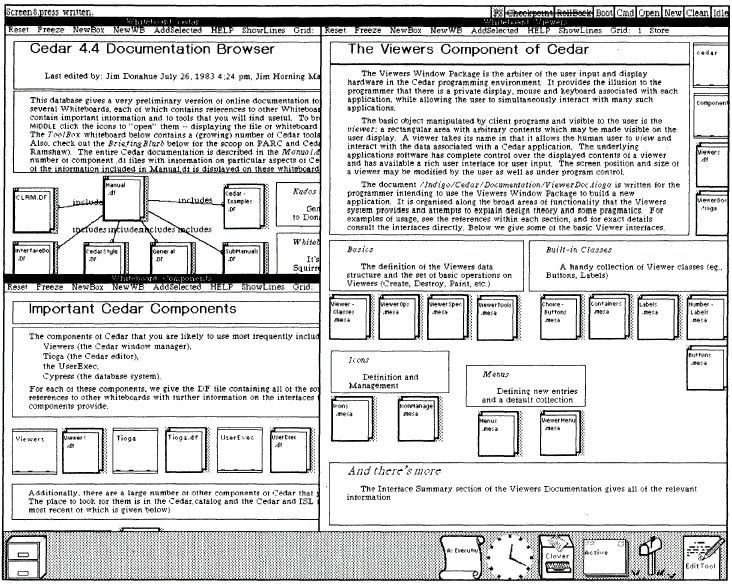 Screen8.press written.
Checkpoint RollBack Boot Cmd Open New Clean Idle
Whiteboard Cedar
Reset Freeze NewBox NewWB AddSelected HELP ShowLines Grid:
Cedar 4.4 Documentation Browser
Last edited by: Jim Donahue July 26, 1983 4:24 pm, Jim Horning Ma
This database gives a very preliminary version of online documentation fo
several Whiteboards, each of which contains references to other Whiteboard
contain important information and to tools that you will find useful. To br
MIDDLE click the icons to "open" them -- displaying the file or whiteboard
The ToolBox whiteboard below contains a (growing) number of Cedar tools
Also, check out the BriefingBlurb below for the scoop on PARC and Ceda
Ramshaw). The entire Cedar documentation is described in the Manual.d
number of component .df files with information on particular aspects of Ce
of the information included in Manual.df is displayed on these whiteboard
CLRM.DF
Manual
.df
Cedar -
Examples
.df
Kudos
Gen
to Dona
includes includes
includes includes includes
InterfaceBo
.df
CedarStyle
.df
General
.df
SubManuals
.df
Whiteb
It's
Squirre
Whiteboard Components
Reset Freeze NewBox NewWB AddSelected HELP ShowLines Grid:
Important Cedar Components
The components of Cedar that you are likely to use most frequently includ
Viewers (the Cedar window manager),
Tioga (the Cedar editor),
the UserExec,
Cypress (the database system),
For each of these components, we give the DF file containing all of the so
references to other whiteboards with further information on the interfaces t
components provide.
Viewers
Viewers
.df
Tioga
Tioga.df
UserExec
UserExec
.df
Additionally, there are a large number of other components of Cedar that y
The place to look for them is in the Cedar.catalog and the Cedar and ISL
most recent of which is given below)
Whiteboard Viewers
Reset Freeze NewBox NewWB AddSelected HELP ShowLines Grid: 1 Store
The Viewers Component of Cedar
The Viewers Window Package is the arbiter of the user input and display
hardware in the Cedar programming environment. It provides the illusion to the
programmer that there is a private display, mouse and keyboard associated with each
application, while allowing the user to simultaneously interact with many such
applications.
The basic object manipulated by client programs and visible to the user is the
viewer; a rectangular area with arbitrary contents which may be made visible on the
user display. A viewer takes its name in that it allows the human user to view and
interact with the data associated with a Cedar application. The underlying
applications software has complete control over the displayed contents of a viewer
and has available a rich user interface for user input. The screen position and size of
a viewer may be modified by the user as well as under program control.
The document /Indigo/Cedar/Documentation/ViewerDoc.tioga is written for the
programmer intending to use the Viewers Window Package to build a new
application. It is organised along the broad areas of functionality that the Viewers
system provides and attempts to explain design theory and some pragmatics. For
examples of usage, see the references within each section, and for exact details
consult the interfaces directly. Below we give some of the basic Viewer interfaces.
cedar
Component
Viewers
.df
ViewerDoc
.tioga
Basics
The definition of the Viewers data
structure and the set of basic operations on
Viewers (Create, Destroy, Paint, etc.)
Built-in Classes
A handy collection of Viewer classes (eg.,
Buttons, Labels)
Viewer -
Classes
.mesa
ViewerOps
.mesa
ViewerSpec
.mesa
ViewerTools
.mesa
Choice -
Buttons
.mesa
Containers
.mesa
Labels
.mesa
Number -
Labels
.mesa
Buttons
.mesa
Icons
Definition and
Management
Menus
Defining new entries
and a default collection
Icons
.mesa
IconManage
.mesa
Menus
.mesa
ViewerMenu
.mesa
And there's more
The Interface Summary section of the Viewers Documentation gives all of the relevant
information
Clover
Active
EditTool